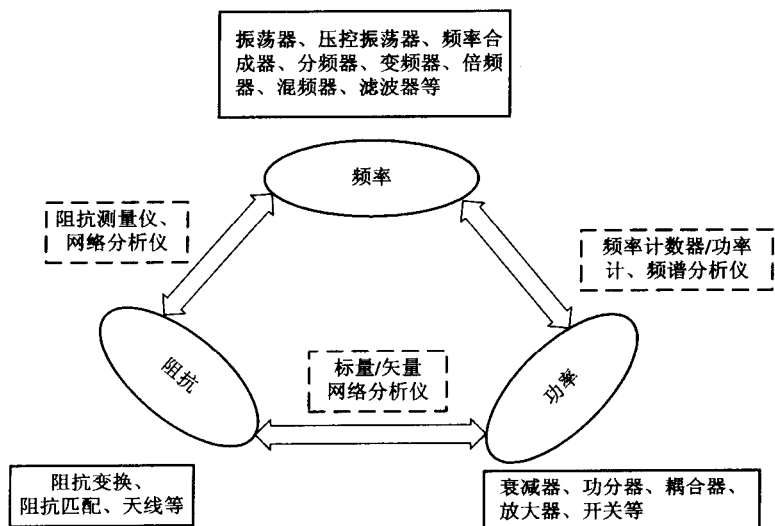 振荡器、压控振荡器、频率合
成器、分频器、变频器、倍频
器、混频器、滤波器等
频率
阻抗测量仪、
网络分析仪
频率计数器/功率
计、频谱分析仪
阻抗
标量/矢量
网络分析仪
功率
阻抗变换、
阻抗匹配、天线等
衰减器、功分器、耦合器、
放大器、开关等